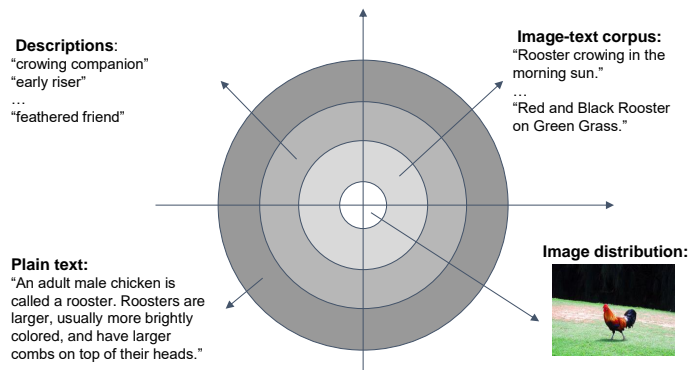 Descriptions:
“crowing companion”
“early riser”
…
“feathered friend”
Image-text corpus:
“Rooster crowing in the
morning sun.”
…
“Red and Black Rooster
on Green Grass.”
Plain text:
“An adult male chicken is
called a rooster. Roosters are
larger, usually more brightly
colored, and have larger
combs on top of their heads.”
Image distribution: